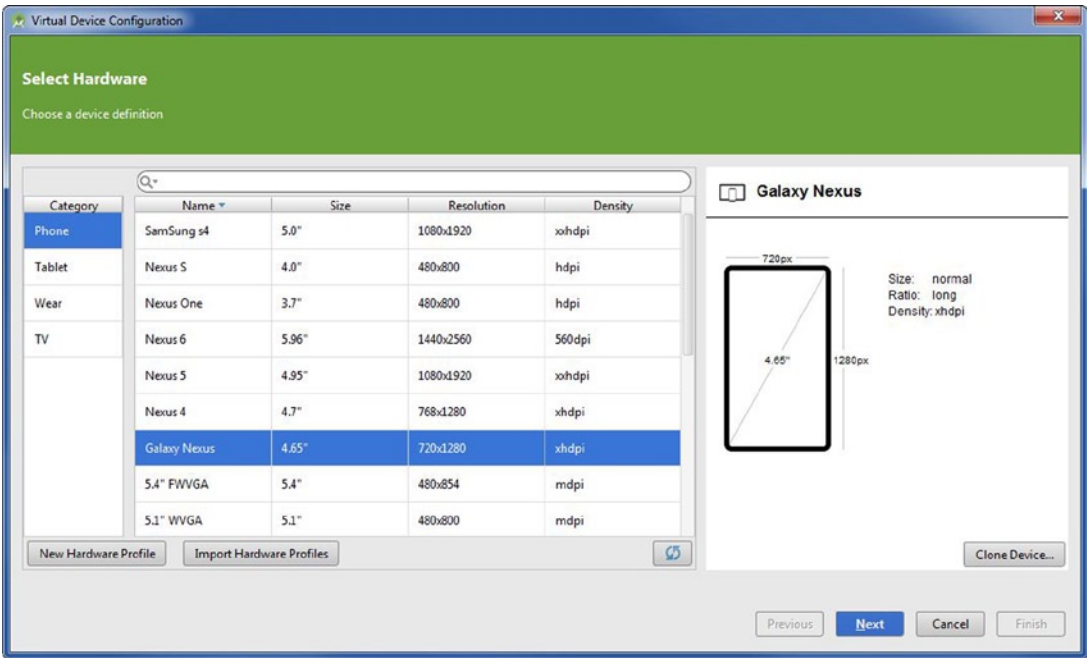 Virtual Device Configuration
Select Hardware
Choose a device definition
Category
Phone
Tablet
Wear
TV
Name Size Resolution Density
SamSung s4 5.0" 1080x1920 xxhdpi
Nexus S 4.0" 480x800 hdpi
Nexus One 3.7" 480x800 hdpi
Nexus 6 5.96" 1440x2560 560dpi
Nexus 5 4.95" 1080x1920 xxhdpi
Nexus 4 4.7" 768x1280 xhdpi
Galaxy Nexus 4.65" 720x1280 xhdpi
5.4" FWVGA 5.4" 480x854 mdpi
5.1" WVGA 5.1" 480x800 mdpi
New Hardware Profile Import Hardware Profiles
Galaxy Nexus
720px
4.65"
1280px
Size: normal
Ratio: long
Density: xhdpi
Clone Device...
Previous Next Cancel Finish